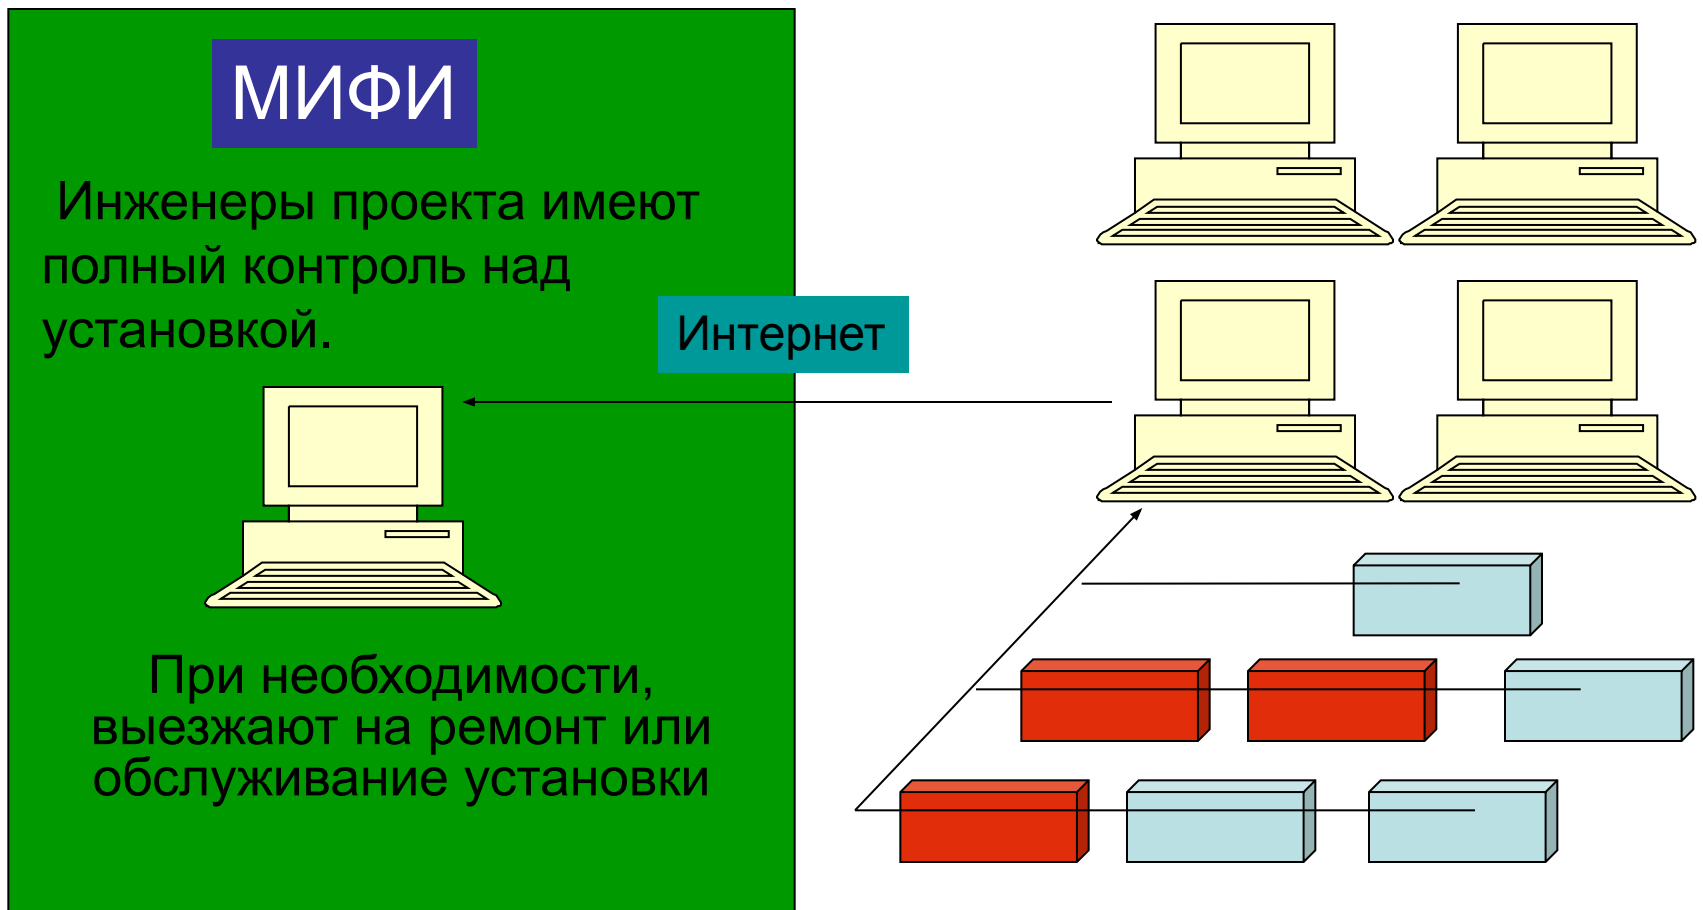 МИФИ
Инженеры проекта имеют
полный контроль над
установкой.
Интернет
При необходимости,
выезжают на ремонт или
обслуживание установки